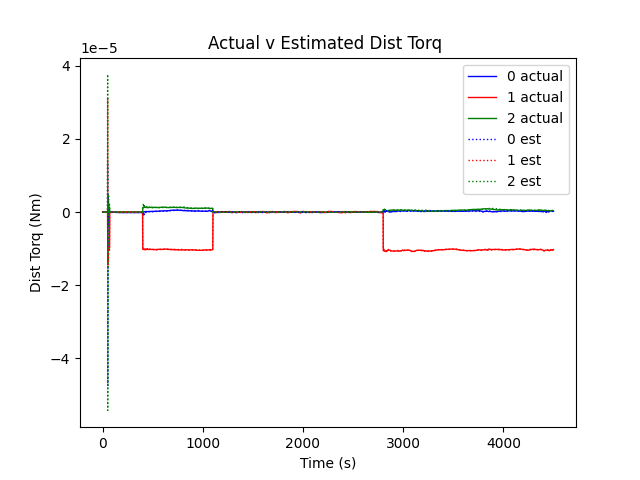 Actual v Estimated Dist Torq
1e−5
4
2
0
−2
−4
Dist Torq (Nm)
0 actual
1 actual
2 actual
0 est
1 est
2 est
0 1000 2000 3000 4000
Time (s)